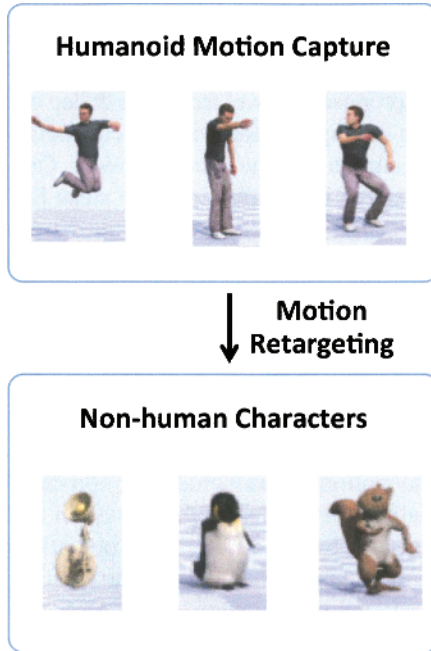 Humanoid Motion Capture
Motion
Retargeting
Non-human Characters